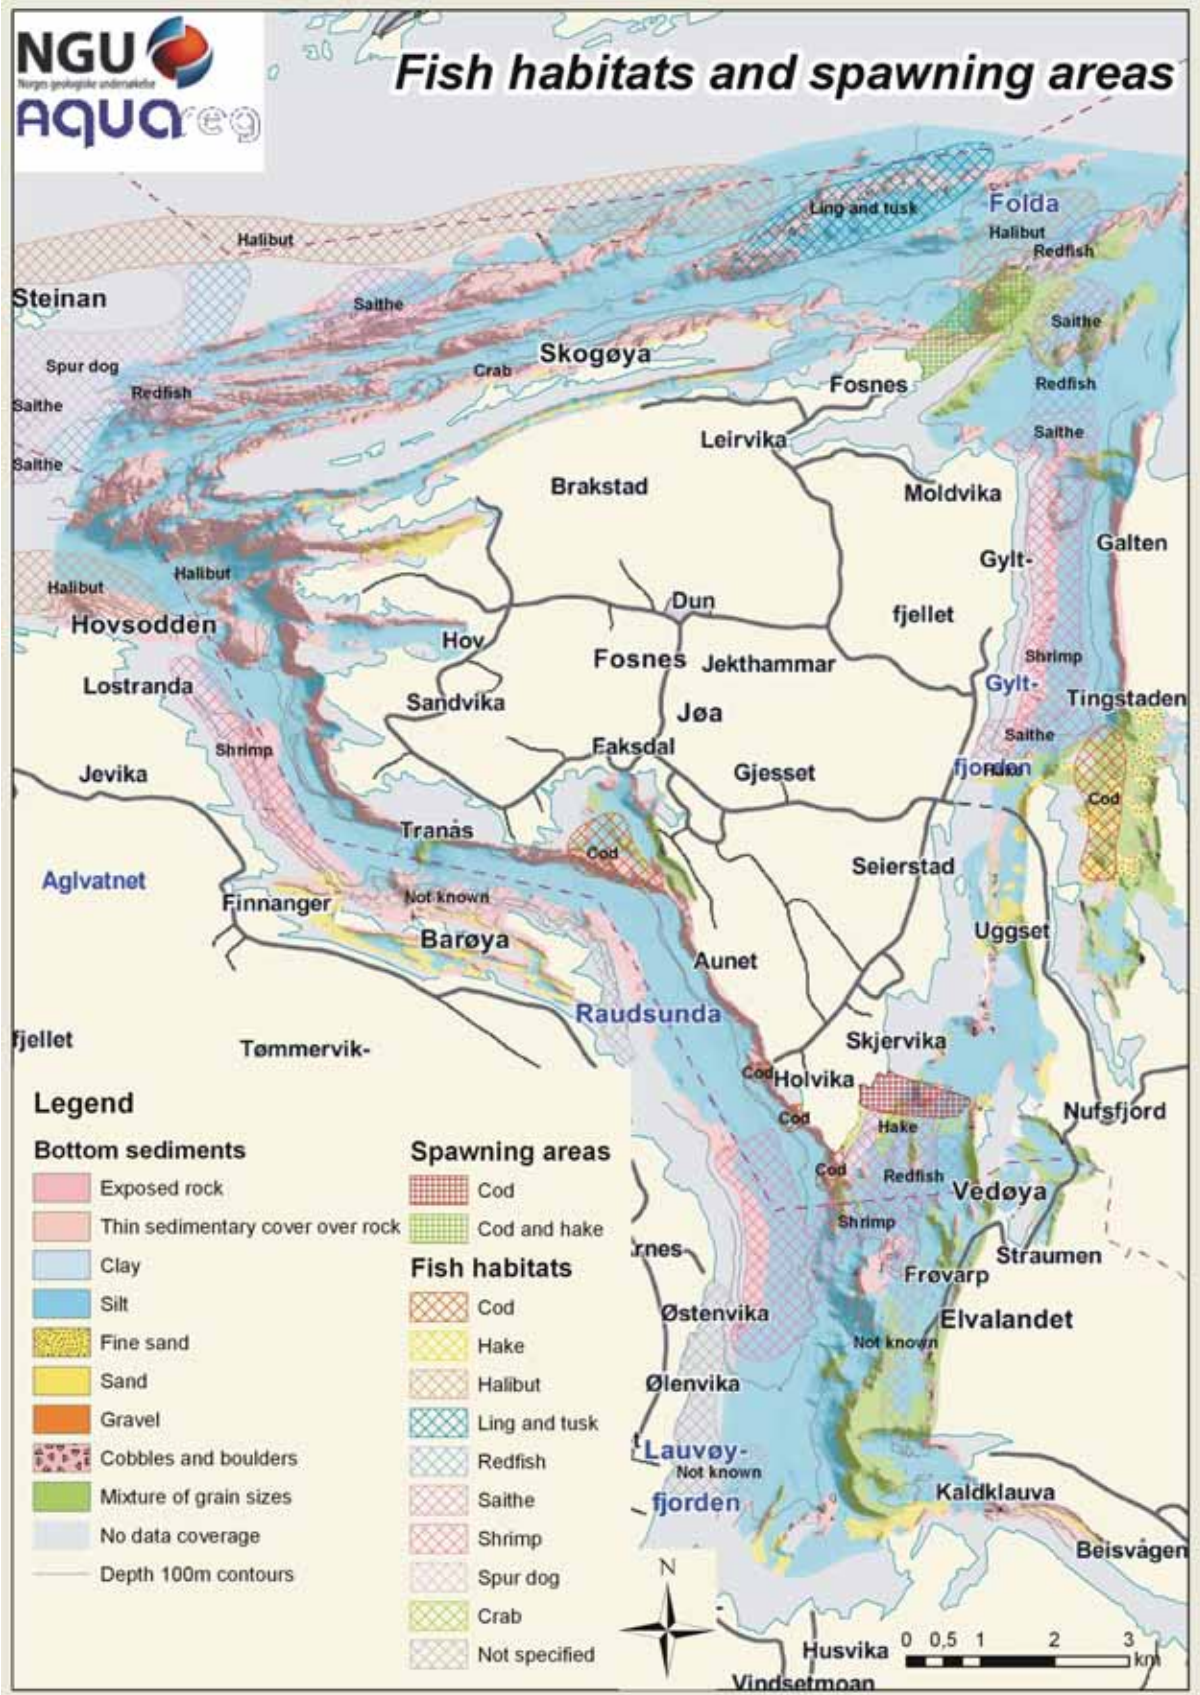 NGU
Norges geologiske undersøkelse
AQUAreg
Fish habitats and spawning areas
Ling and tusk
Folda
Halibut
Halibut
Redfish
Steinan
Saithe
Saithe
Spur dog
Skogøya
Crab
Redfish
Fosnes
Redfish
Saithe
Saithe
Leirvika
Saithe
Brakstad
Moldvika
Galten
Gylt-
Halibut
Halibut
Dun
fjellet
Hovsodden
Hov
Fosnes
Jekthammar
Shrimp
Lostranda
Gylt-
Tingstaden
Sandvika
Jøa
Saithe
Shrimp
Faksdal
Jevika
Gjesset
fjorden
Hake
Cod
Tranås
Cod
Seierstad
Aglvatnet
Finnanger
Not known
Barøya
Uggset
Aunet
Raudsunda
fjellet
Tømmervik-
Skjervika
Cod
Holvika
Nufsfjord
Cod
Hake
Cod
Redfish
Vedøya
Shrimp
rnes
Straumen
Frøvarp
Østenvika
Elvalandet
Not known
Ølenvika
Lauvøy-
Not known
fjorden
Kaldklauva
Beisvågen
Legend
Bottom sediments
Exposed rock
Thin sedimentary cover over rock
Clay
Silt
Fine sand
Sand
Gravel
Cobbles and boulders
Mixture of grain sizes
No data coverage
Depth 100m contours
Spawning areas
Cod
Cod and hake
Fish habitats
Cod
Hake
Halibut
Ling and tusk
Redfish
Saithe
Shrimp
Spur dog
Crab
Not specified
N
0 0,5 1 2 3
km
Husvika
Vindsetmoan